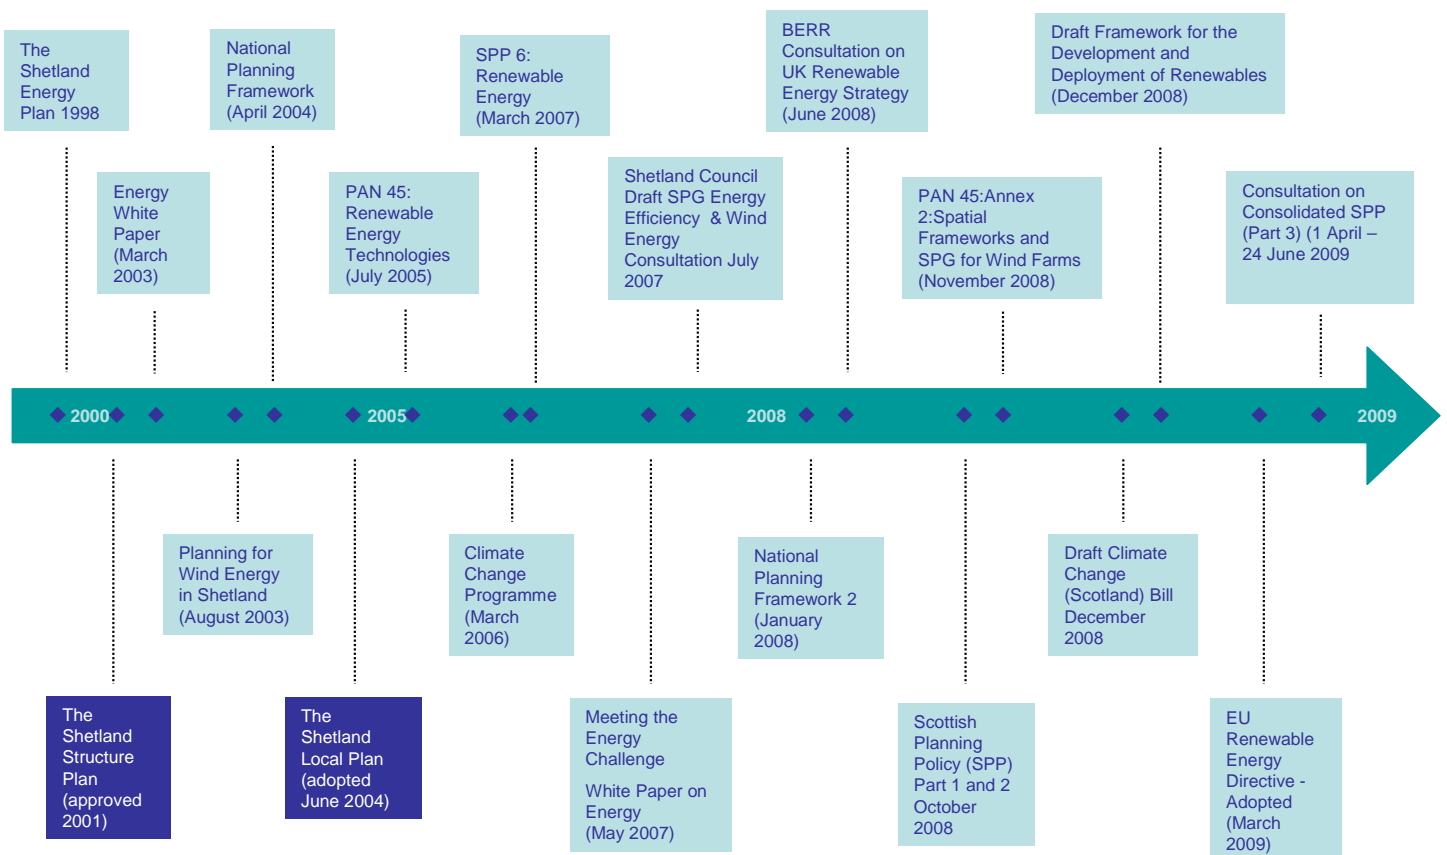 The
Shetland
Energy
Plan 1998
National
Planning
Framework
(April 2004)
SPP 6:
Renewable
Energy
(March 2007)
BERR
Consultation on
UK Renewable
Energy Strategy
(June 2008)
Draft Framework for the
Development and
Deployment of Renewables
(December 2008)
Energy
White
Paper
(March
2003)
PAN 45:
Renewable
Energy
Technologies
(July 2005)
Shetland Council
Draft SPG Energy
Efficiency & Wind
Energy
Consultation July
2007
PAN 45:Annex
2:Spatial
Frameworks and
SPG for Wind Farms
(November 2008)
Consultation on
Consolidated SPP
(Part 3) (1 April –
24 June 2009
2000
2005
2008
2009
Planning for
Wind Energy
in Shetland
(August 2003)
Climate
Change
Programme
(March
2006)
National
Planning
Framework 2
(January
2008)
Draft Climate
Change
(Scotland) Bill
December
2008
The
Shetland
Structure
Plan
(approved
2001)
The
Shetland
Local Plan
(adopted
June 2004)
Meeting the
Energy
Challenge
White Paper on
Energy
(May 2007)
Scottish
Planning
Policy (SPP)
Part 1 and 2
October
2008
EU
Renewable
Energy
Directive -
Adopted
(March
2009)